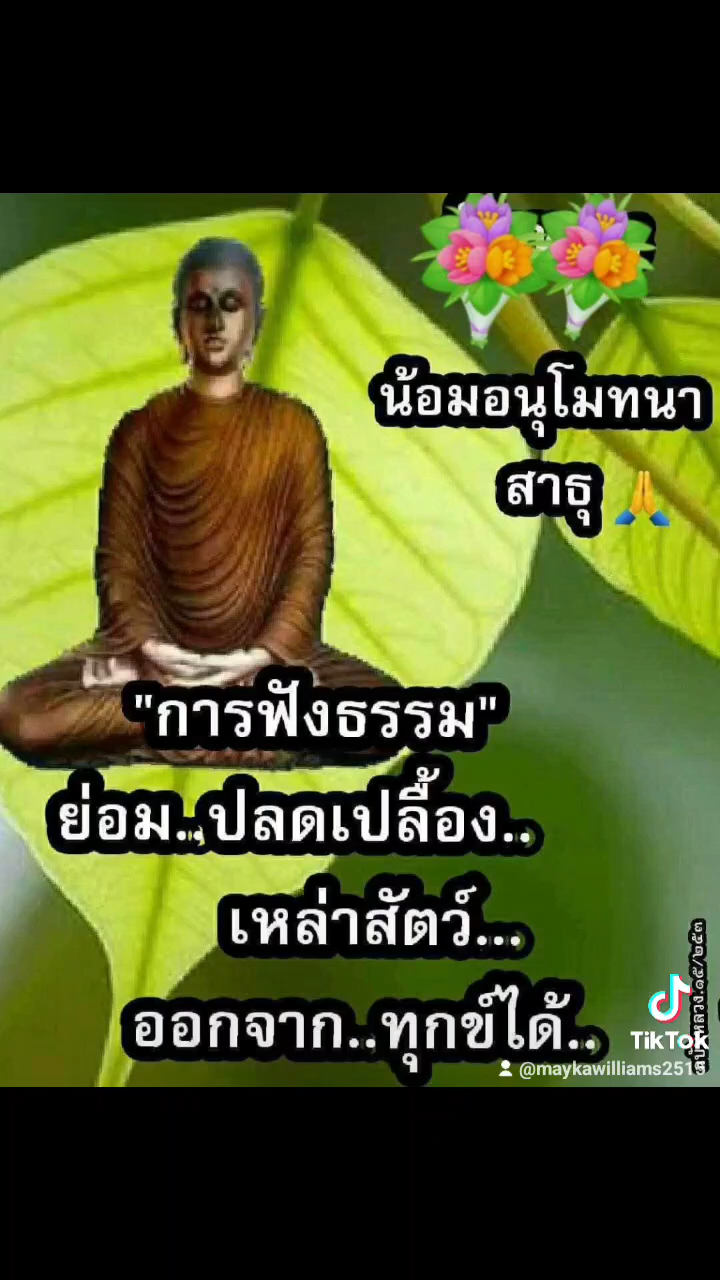 น้อมอนุโมทนา
สาธุ 🙏
"การฟังธรรม"
ย่อม..ปลดเปลื้อง..
เหล่าสัตว์...
ออกจาก..ทุกข์ได้..
TikTok
@maykawilliams251